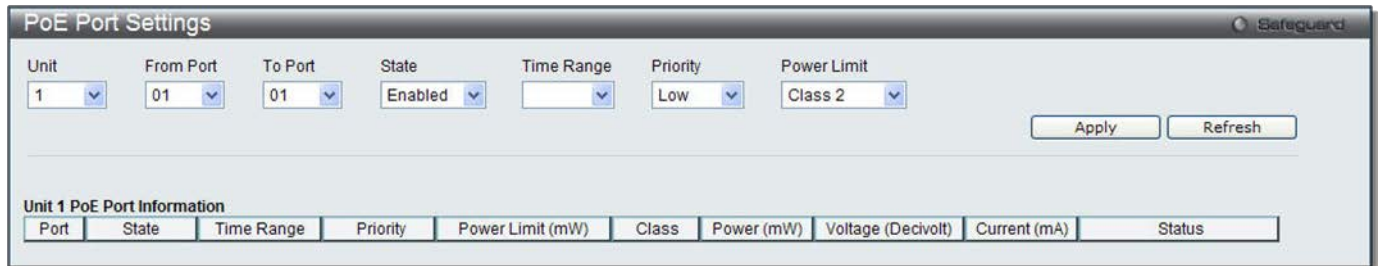 PoE Port Settings Safeguard
Unit From Port To Port State Time Range Priority Power Limit
1 01 01 Enabled Low Class 2
Apply Refresh
Unit 1 PoE Port Information
Port State Time Range Priority Power Limit (mW) Class Power (mW) Voltage (Decivolt) Current (mA) Status